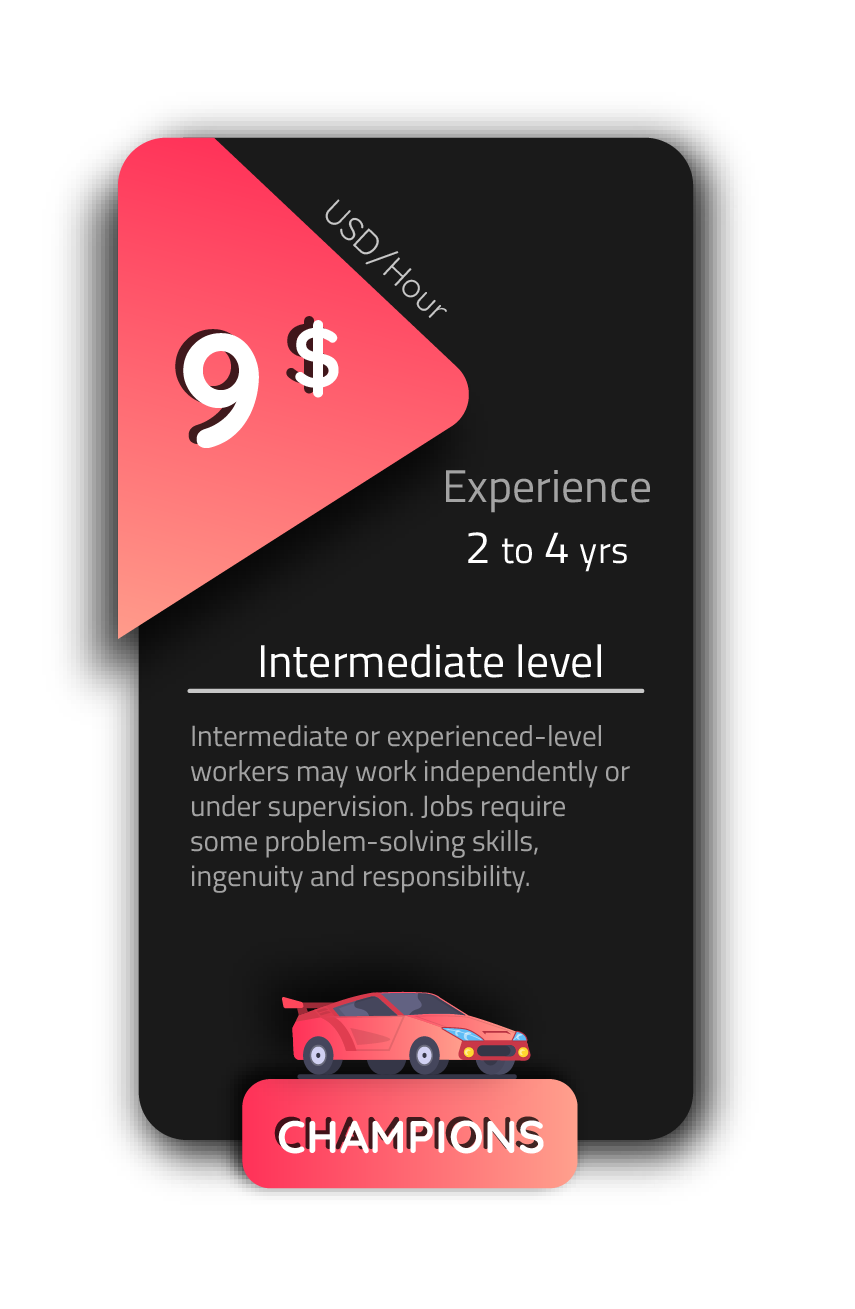 USD/Hour
9 $
Experience
2 to 4 yrs
Intermediate level
Intermediate or experienced-level
workers may work independently or
under supervision. Jobs require
some problem-solving skills,
ingenuity and responsibility.
CHAMPIONS